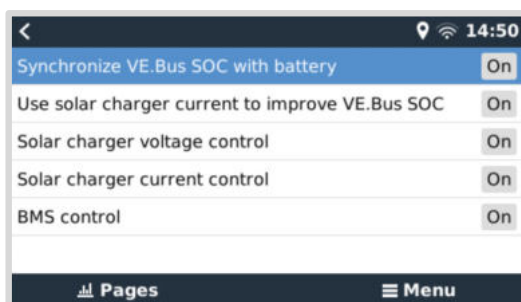 14:50
Synchronize VE.Bus SOC with battery On
Use solar charger current to improve VE.Bus SOC On
Solar charger voltage control On
Solar charger current control On
BMS control On
Pages Menu